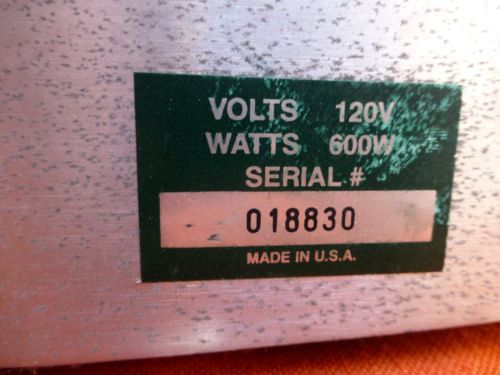 VOLTS 120V
WATTS 600W
SERIAL #
018830
MADE IN U.S.A.